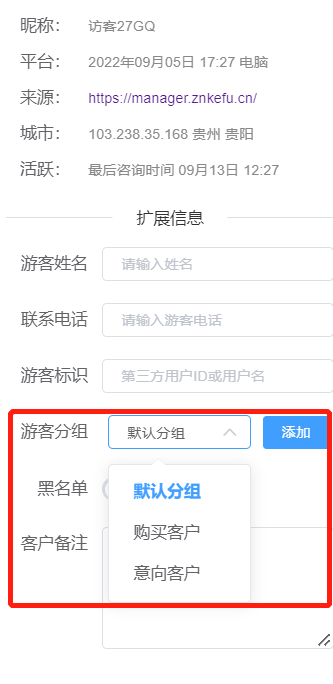 昵称： 访客27GQ
平台： 2022年09月05日 17:27 电脑
来源： https://manager.znkefu.cn/
城市： 103.238.35.168 贵州 贵阳
活跃： 最后咨询时间 09月13日 12:27
扩展信息
游客姓名 请输入姓名
联系电话 请输入游客电话
游客标识 第三方用户ID或用户名
游客分组 默认分组 添加
默认分组
黑名单
购买客户
客户备注
意向客户